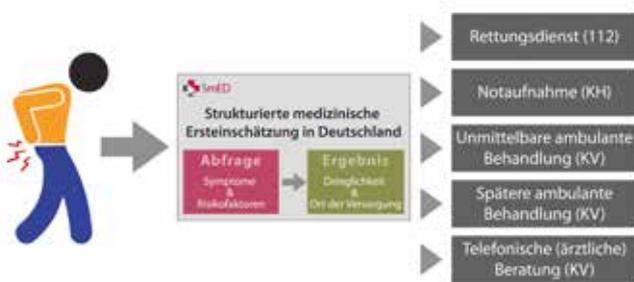 SmED
Strukturierte medizinische
Ersteinschätzung in Deutschland
Abfrage
Symptome
&
Risikofaktoren
Ergebnis
Dringlichkeit
&
Ort der Versorgung
Rettungsdienst (112)
Notaufnahme (KH)
Unmittelbare ambulante
Behandlung (KV)
Spätere ambulante
Behandlung (KV)
Telefonische (ärztliche)
Beratung (KV)